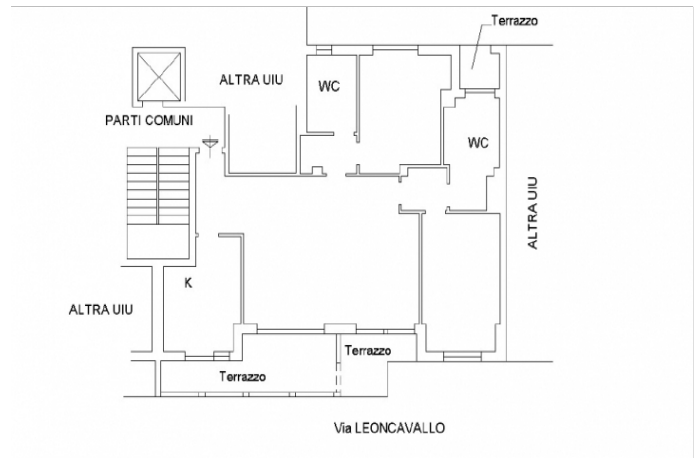 Terrazzo
ALTRA UIU
WC
PARTI COMUNI
WC
ALTRA UIU
K
ALTRA UIU
Terrazzo
Terrazzo
Via LEONCAVALLO